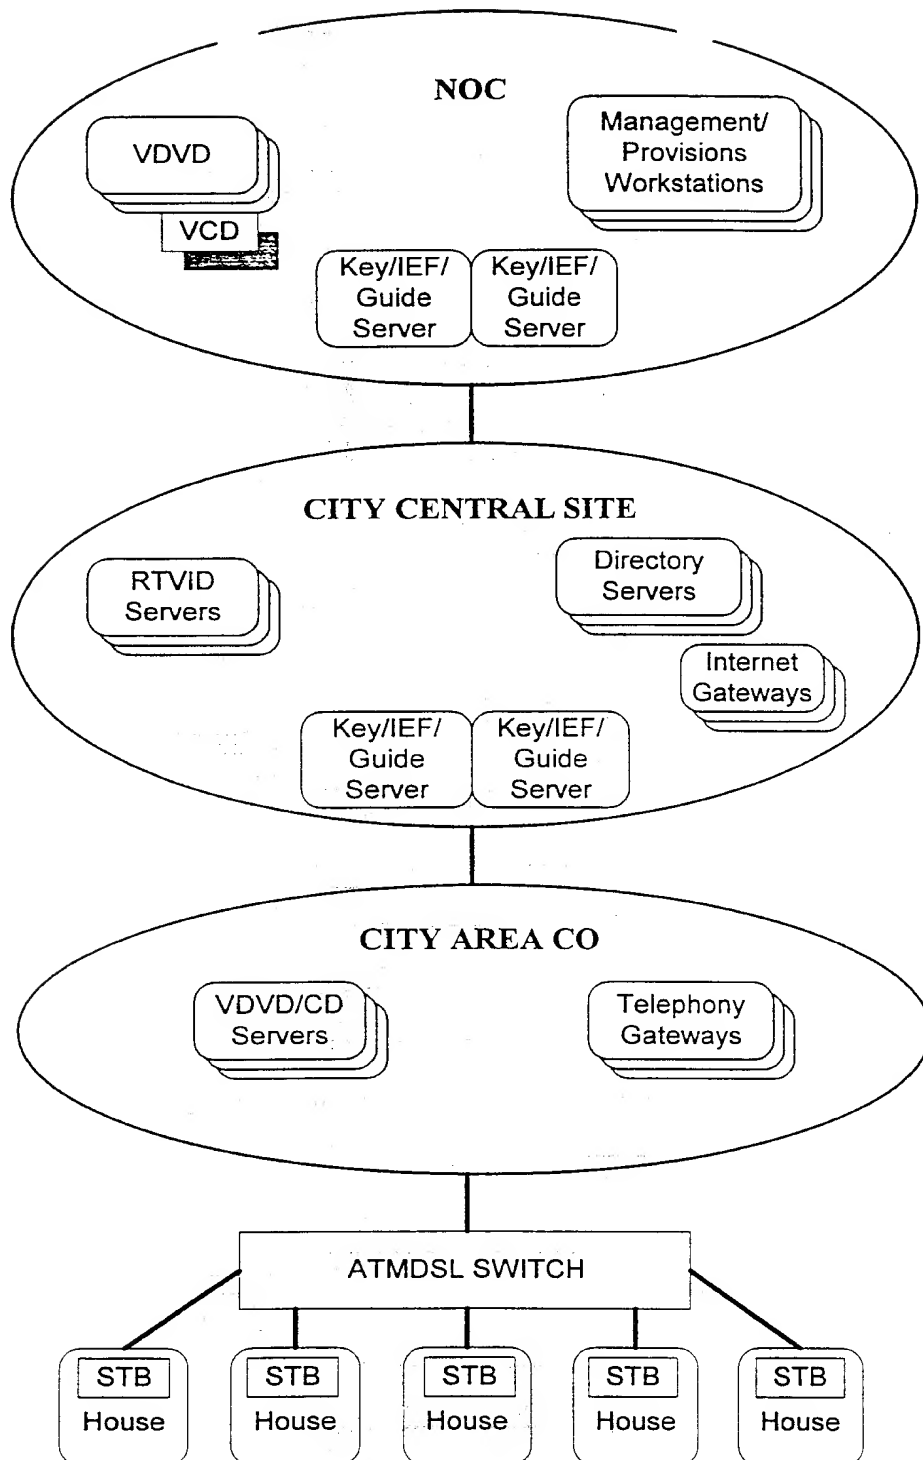 NOC
VDVD
VCD
Management/
Provisions
Workstations
Key/IEF/
Guide
Server
Key/IEF/
Guide
Server
CITY CENTRAL SITE
RTVID
Servers
Directory
Servers
Internet
Gateways
Key/IEF/
Guide
Server
Key/IEF/
Guide
Server
CITY AREA CO
VDVD/CD
Servers
Telephony
Gateways
ATMDSL SWITCH
STB
House
STB
House
STB
House
STB
House
STB
House